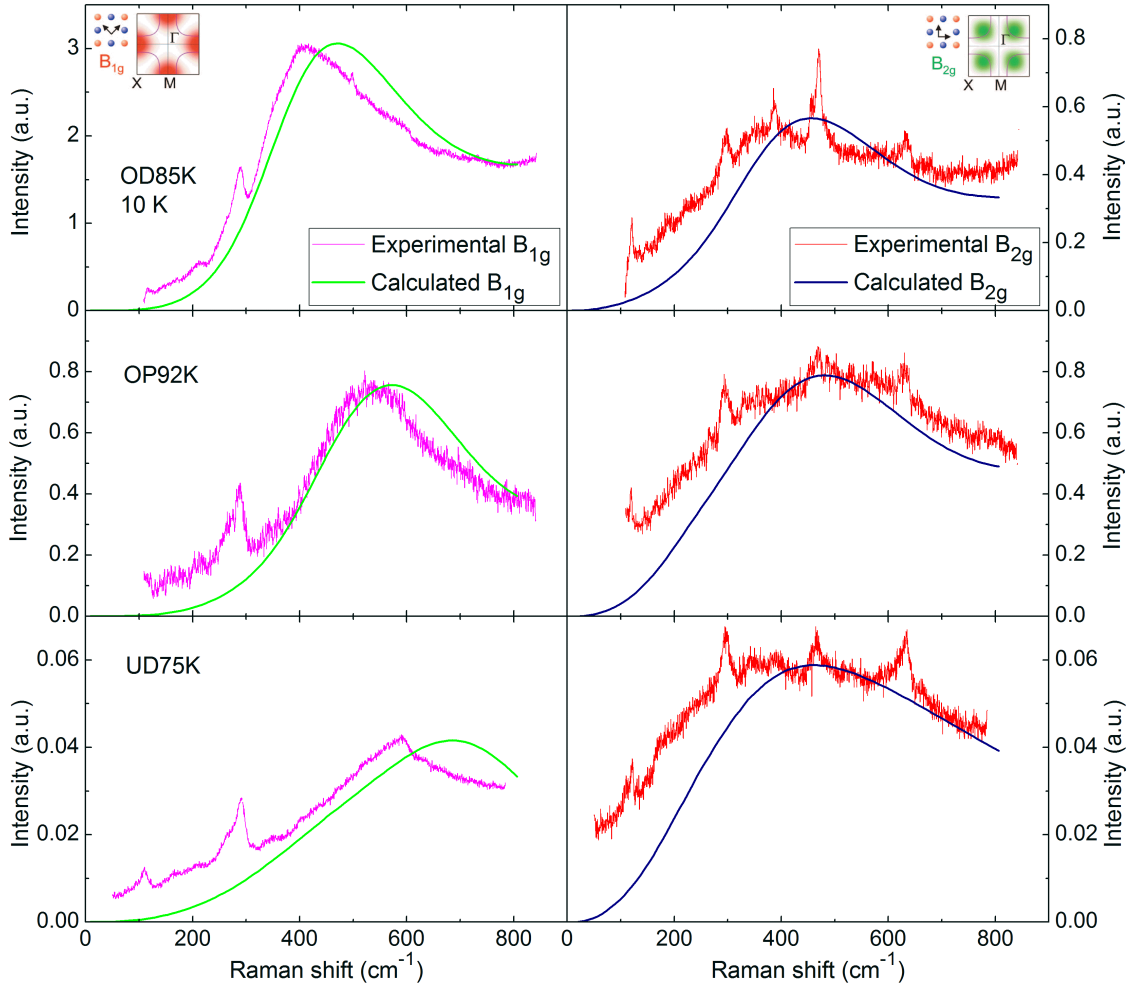 B1g
Γ
X M
B2g
Γ
X M
Intensity (a.u.)
3
2
1
0
OD85K
10 K
Experimental B1g
Calculated B1g
Experimental B2g
Calculated B2g
0.8
0.6
0.4
0.2
0.0
Intensity (a.u.)
Intensity (a.u.)
0.8
0.6
0.4
0.2
0.0
OP92K
0.8
0.6
0.4
0.2
0.0
Intensity (a.u.)
Intensity (a.u.)
0.06
0.04
0.02
0.00
UD75K
0.06
0.04
0.02
0.00
Intensity (a.u.)
0 200 400 600 800
0 200 400 600 800
Raman shift (cm-1)
Raman shift (cm-1)